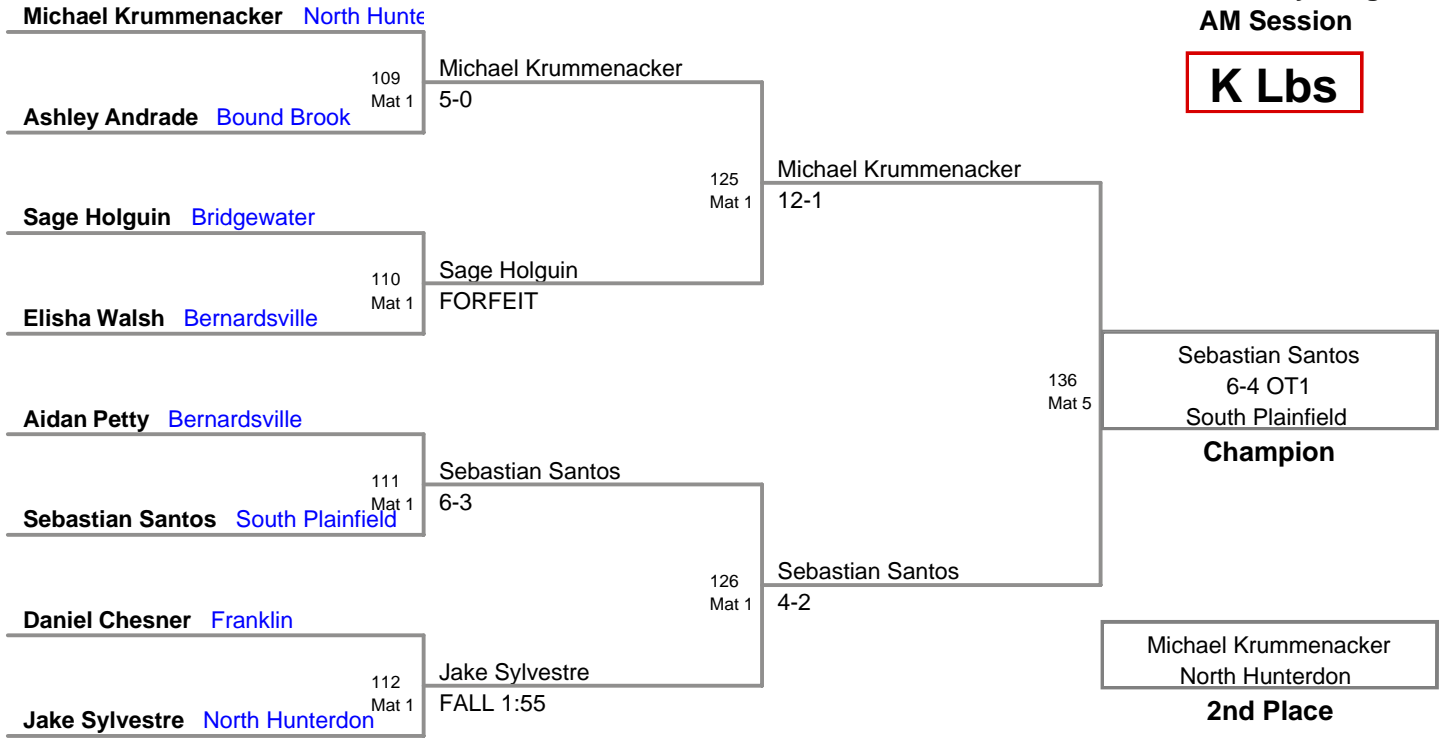 Michael Krummenacker North Hunte
AM Session
K Lbs
109
Mat 1
Michael Krummenacker
5-0
Ashley Andrade Bound Brook
125
Mat 1
Michael Krummenacker
12-1
Sage Holguin Bridgewater
110
Mat 1
Sage Holguin
FORFEIT
Elisha Walsh Bernardsville
136
Mat 5
Sebastian Santos
6-4 OT1
South Plainfield
Champion
Aidan Petty Bernardsville
111
Mat 1
Sebastian Santos
6-3
Sebastian Santos South Plainfield
126
Mat 1
Sebastian Santos
4-2
Daniel Chesner Franklin
112
Mat 1
Jake Sylvestre
FALL 1:55
Jake Sylvestre North Hunterdon
Michael Krummenacker
North Hunterdon
2nd Place